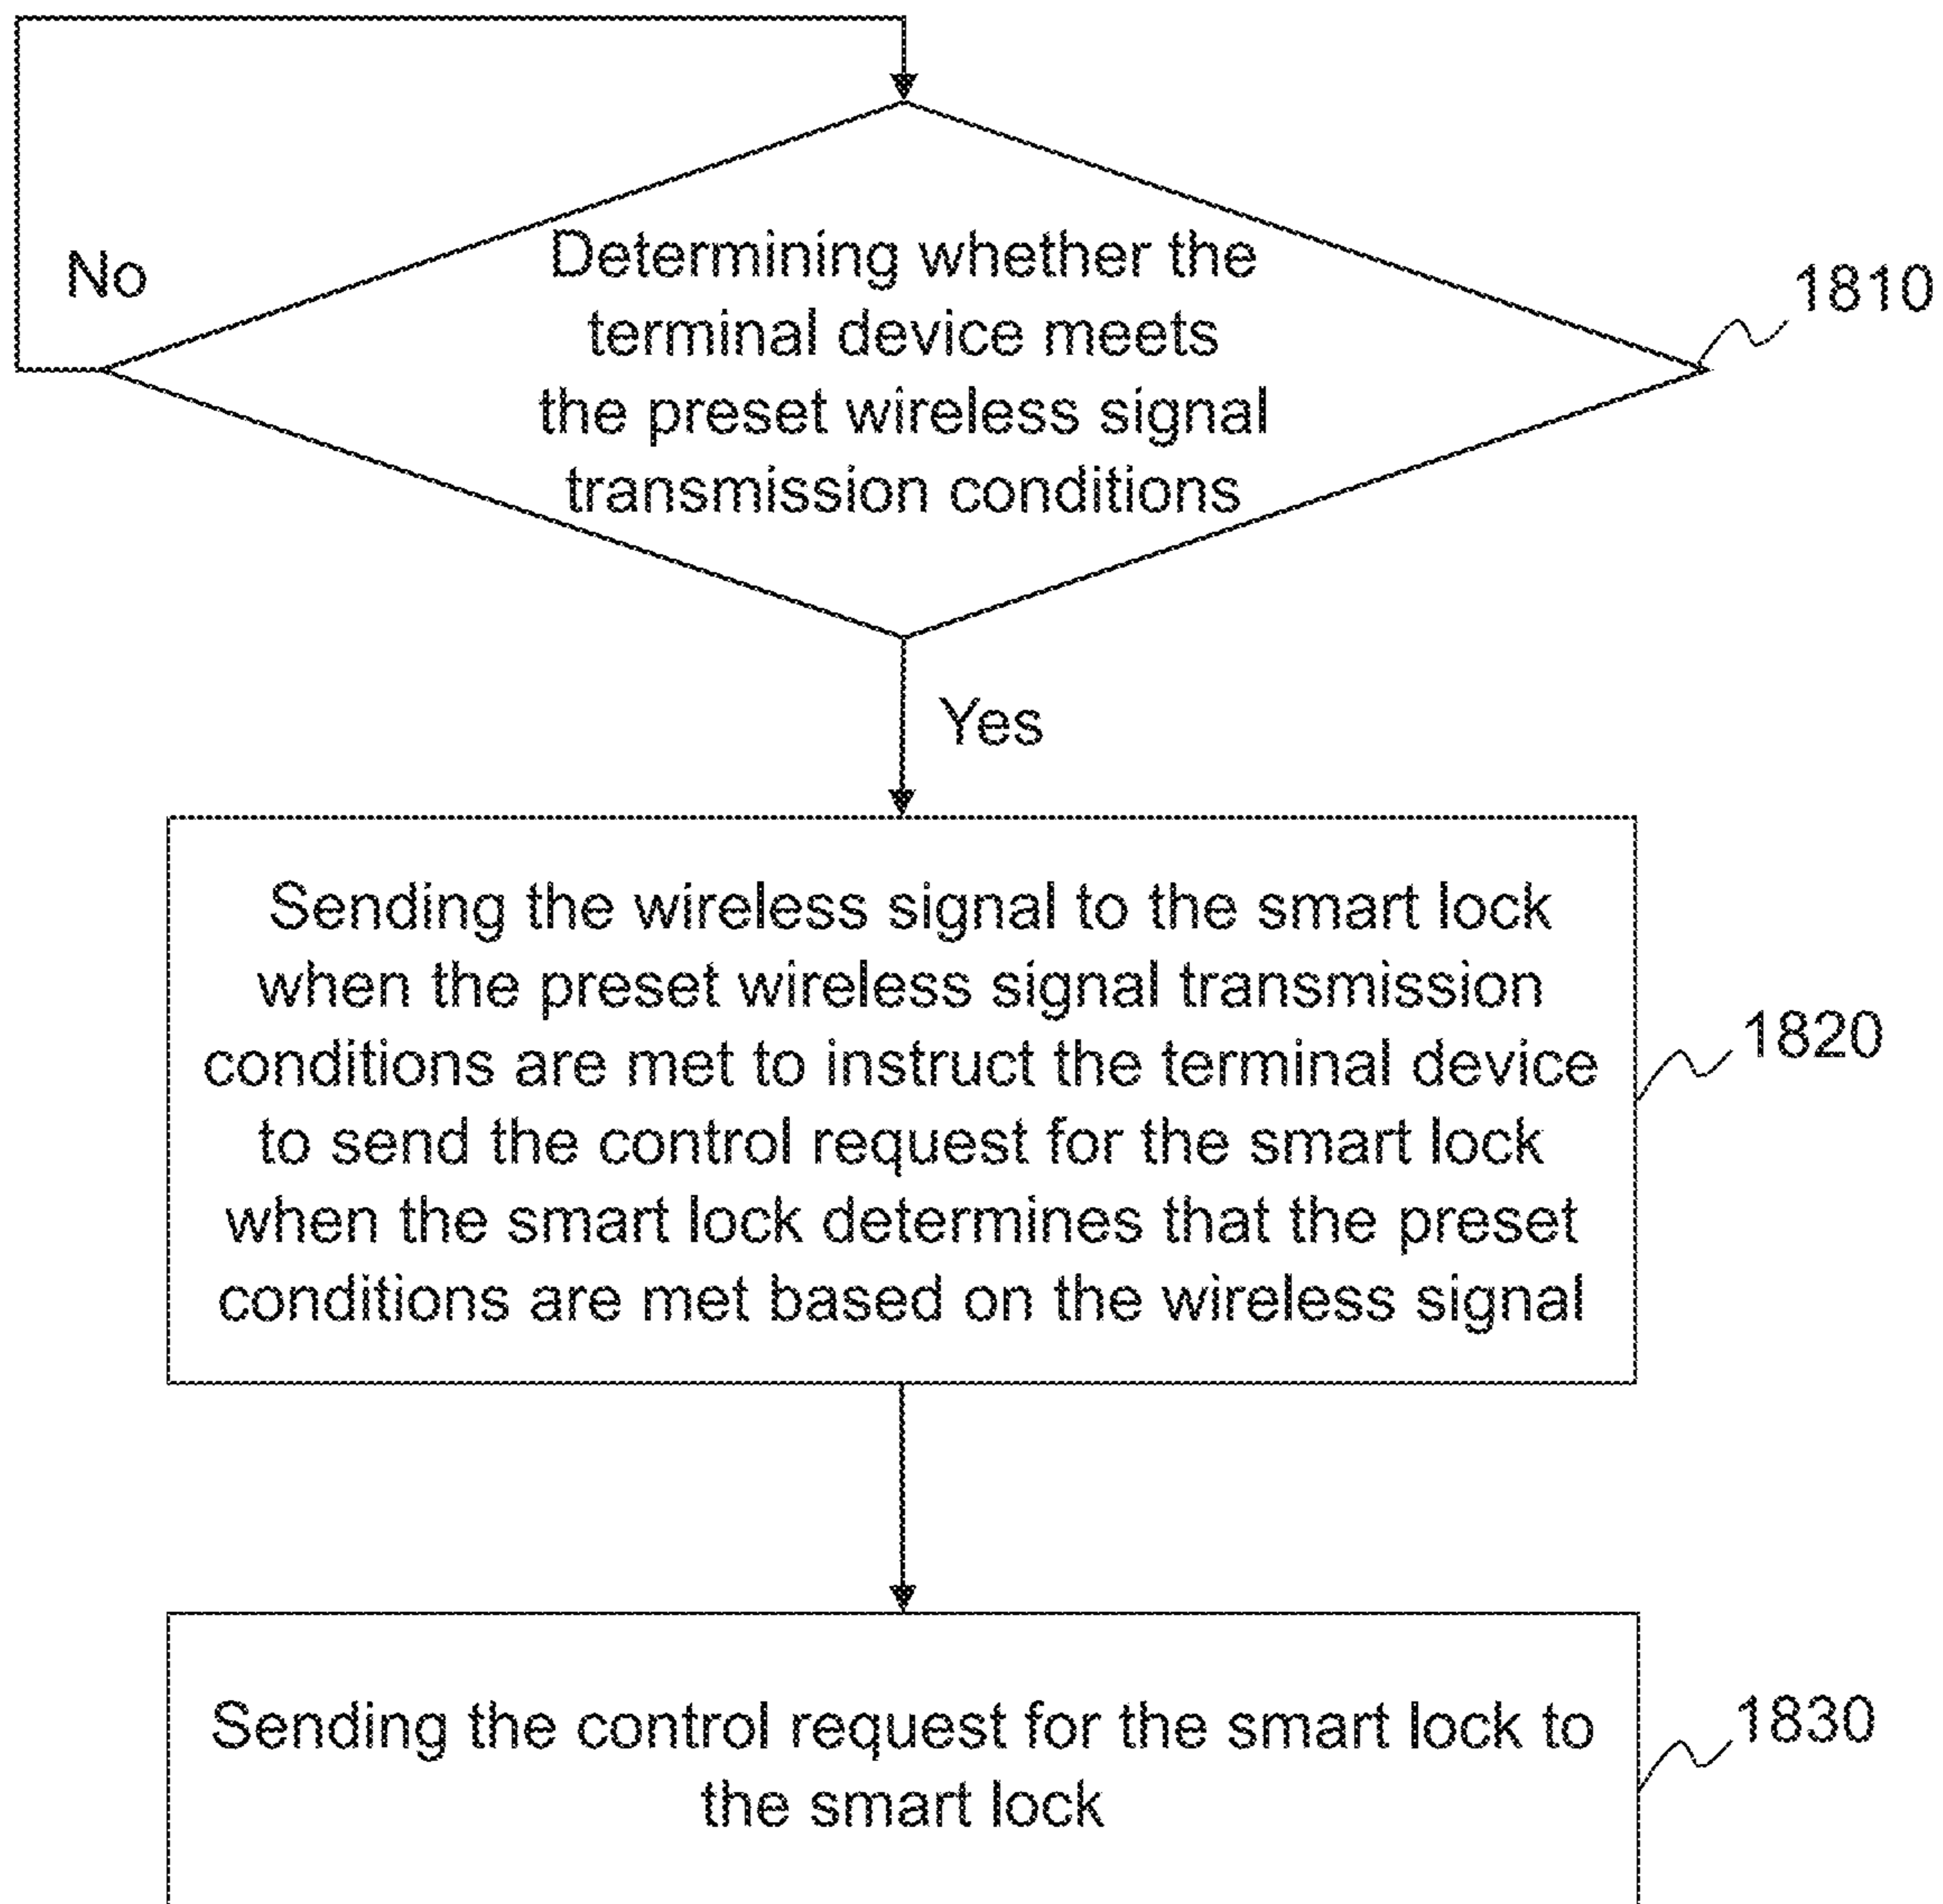 No
Determining whether the
terminal device meets
the preset wireless signal
transmission conditions
1810
Yes
Sending the wireless signal to the smart lock
when the preset wireless signal transmission
conditions are met to instruct the terminal device
to send the control request for the smart lock
when the smart lock determines that the preset
conditions are met based on the wireless signal
1820
Sending the control request for the smart lock to
the smart lock
1830